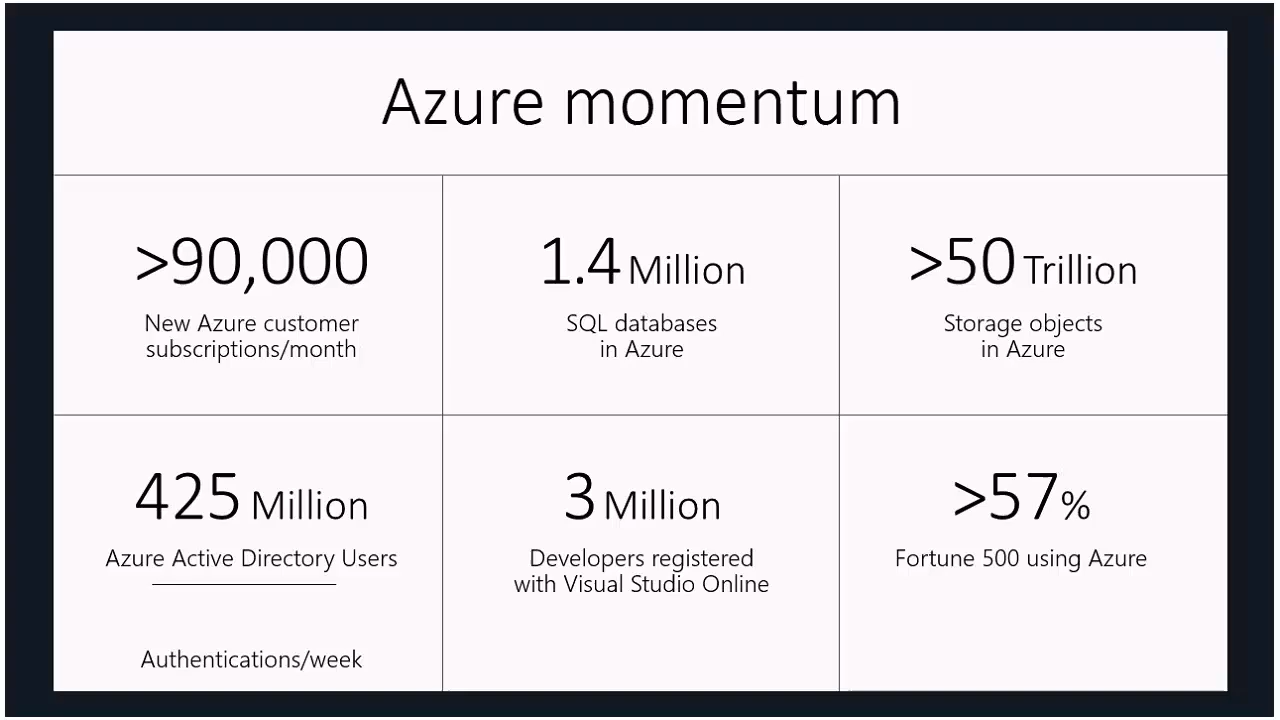 Azure momentum
>90,000
New Azure customer
subscriptions/month
1.4 Million
SQL databases
in Azure
>50 Trillion
Storage objects
in Azure
425 Million
Azure Active Directory Users
Authentications/week
3 Million
Developers registered
with Visual Studio Online
>57%
Fortune 500 using Azure